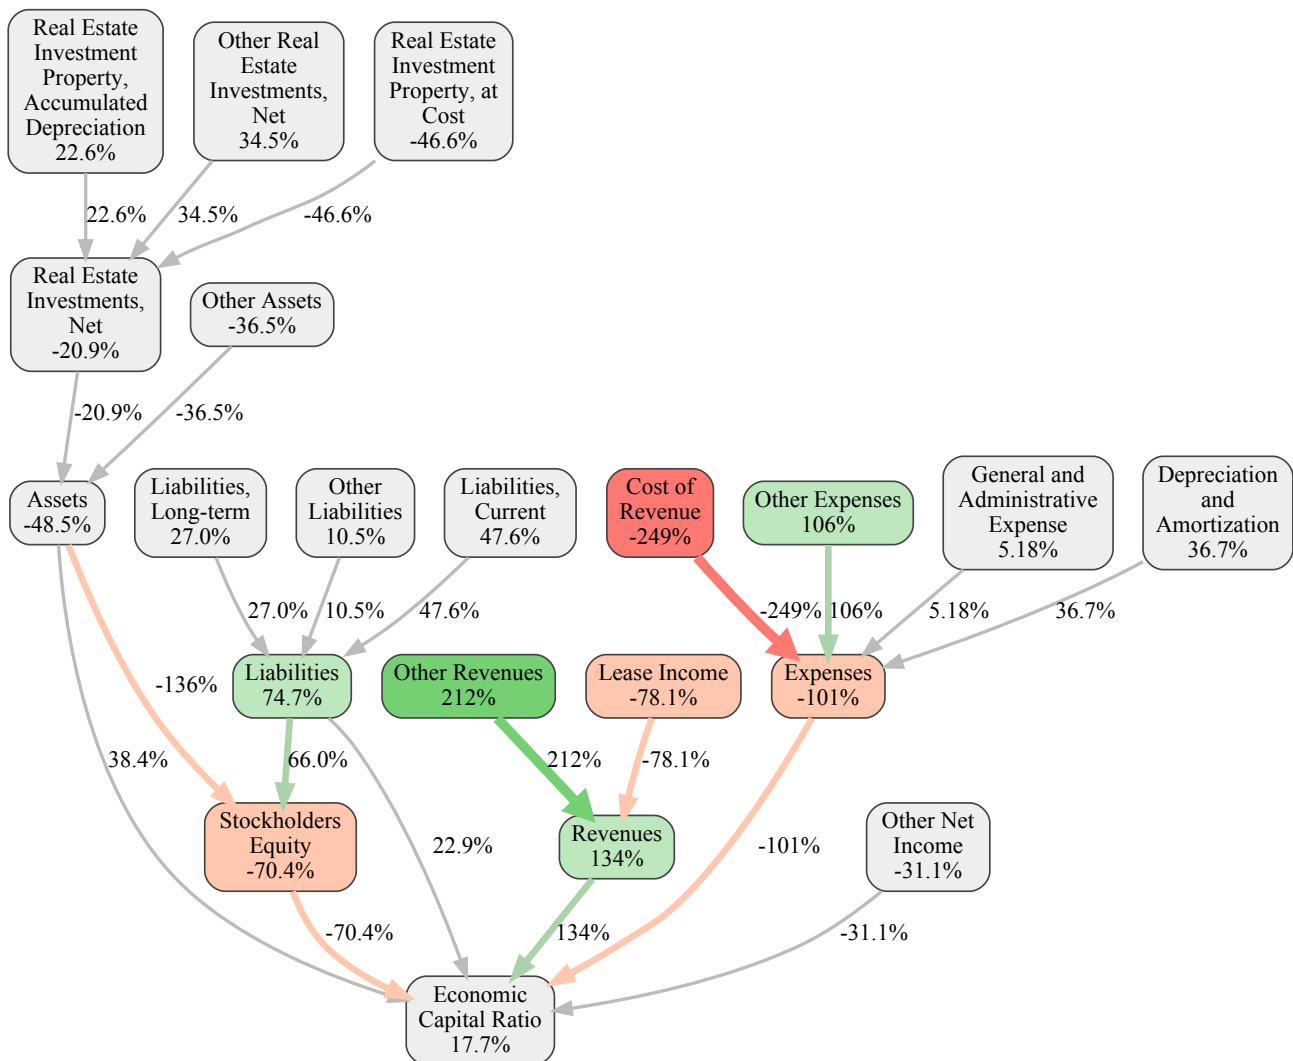 Real Estate
Investment
Property,
Accumulated
Depreciation
22.6%
Other Real
Estate
Investments,
Net
34.5%
Real Estate
Investment
Property, at
Cost
-46.6%
22.6%
34.5%
-46.6%
Real Estate
Investments,
Net
-20.9%
Other Assets
-36.5%
-20.9%
-36.5%
Assets
-48.5%
Liabilities,
Long-term
27.0%
Other
Liabilities
10.5%
Liabilities,
Current
47.6%
Cost of
Revenue
-249%
Other Expenses
106%
General and
Administrative
Expense
5.18%
Depreciation
and
Amortization
36.7%
27.0%
10.5%
47.6%
-249%
106%
5.18%
36.7%
-136%
Liabilities
74.7%
Other Revenues
212%
Lease Income
-78.1%
Expenses
-101%
38.4%
66.0%
212%
-78.1%
Stockholders
Equity
-70.4%
22.9%
Revenues
134%
-101%
Other Net
Income
-31.1%
-70.4%
134%
-31.1%
Economic
Capital Ratio
17.7%